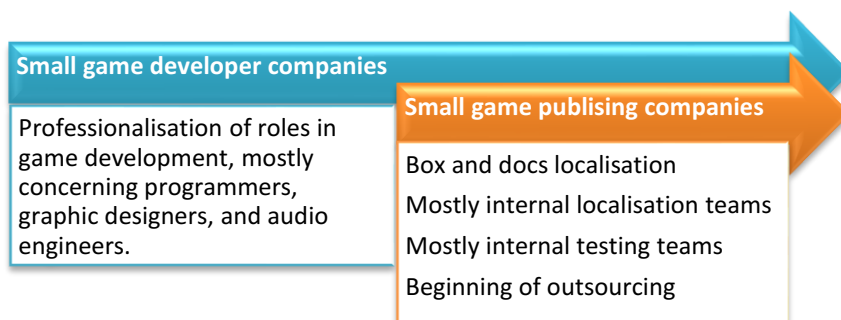 Small game developer companies
Professionalisation of roles in
game development, mostly
concerning programmers,
graphic designers, and audio
engineers.
Small game publising companies
Box and docs localisation
Mostly internal localisation teams
Mostly internal testing teams
Beginning of outsourcing